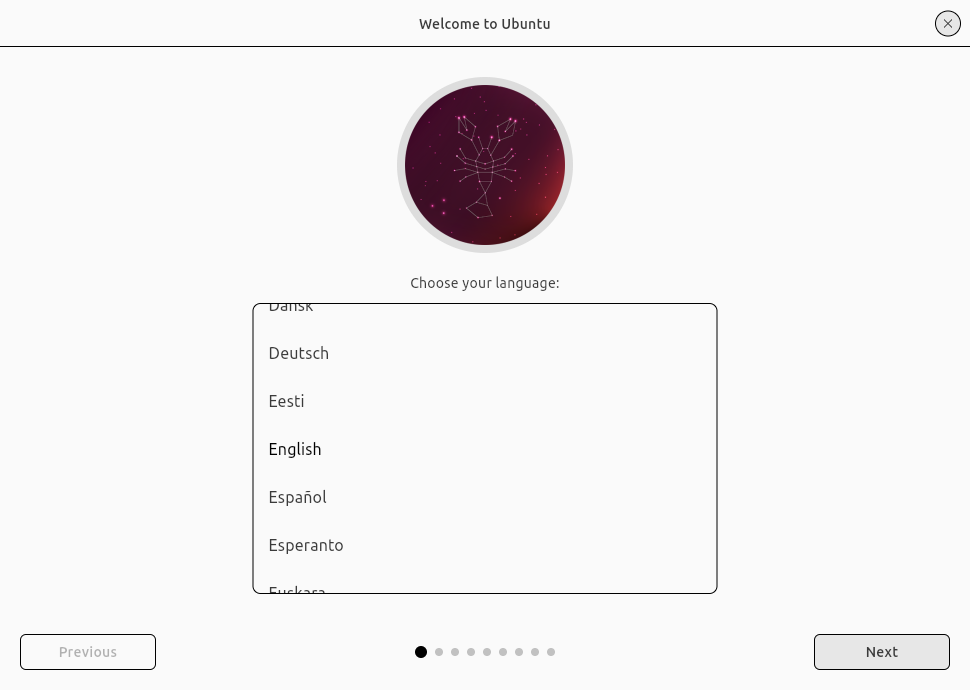 Welcome to Ubuntu
Choose your language:
Dansk
Deutsch
Eesti
English
Español
Esperanto
Euskara
Previous
Next